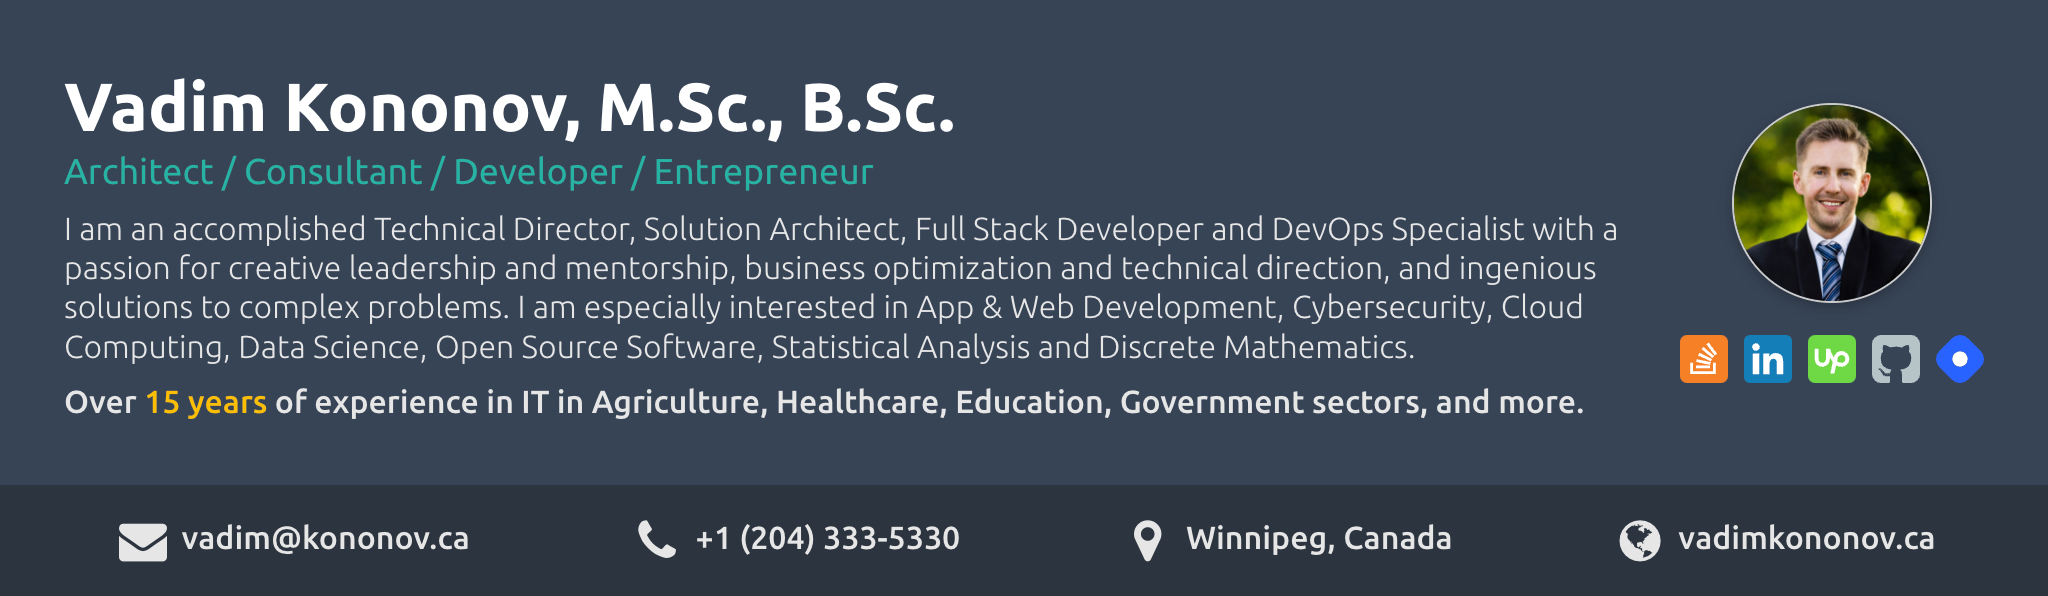 Vadim Kononov, M.Sc., B.Sc.
Architect / Consultant / Developer / Entrepreneur
I am an accomplished Technical Director, Solution Architect, Full Stack Developer and DevOps Specialist with a
passion for creative leadership and mentorship, business optimization and technical direction, and ingenious
solutions to complex problems. I am especially interested in App & Web Development, Cybersecurity, Cloud
Computing, Data Science, Open Source Software, Statistical Analysis and Discrete Mathematics.
Over 15 years of experience in IT in Agriculture, Healthcare, Education, Government sectors, and more.
in
up
vadim@kononov.ca
+1 (204) 333-5330
Winnipeg, Canada
vadimkononov.ca